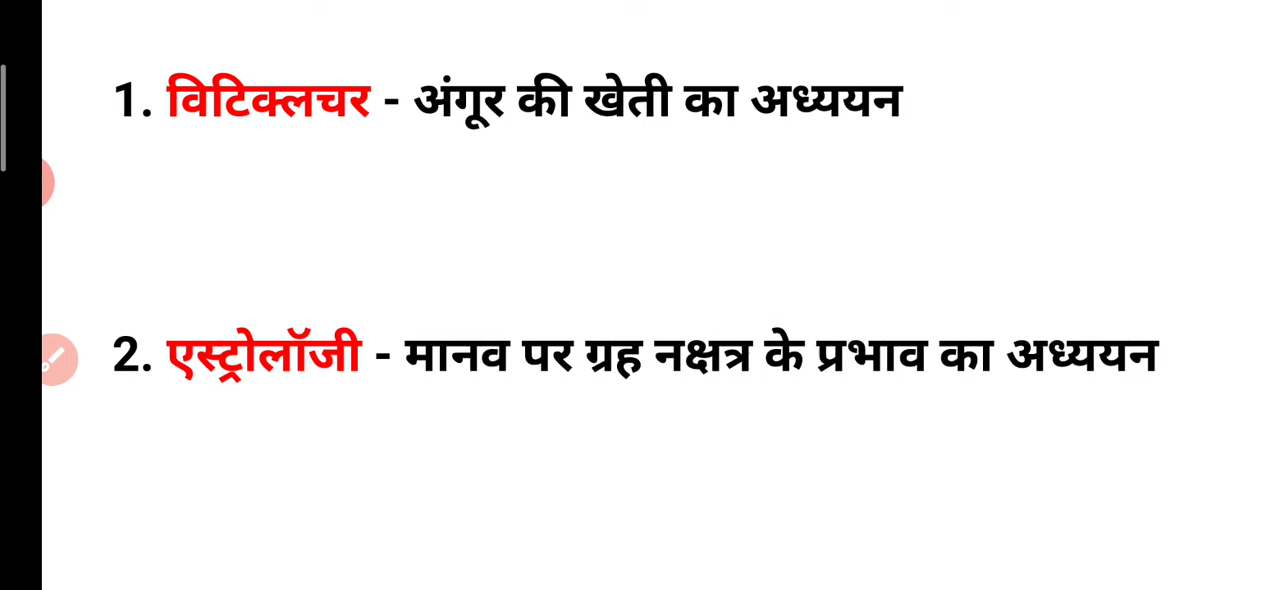 1. विटिक्लचर - अंगूर की खेती का अध्ययन
2. एस्ट्रोलॉजी - मानव पर ग्रह नक्षत्र के प्रभाव का अध्ययन